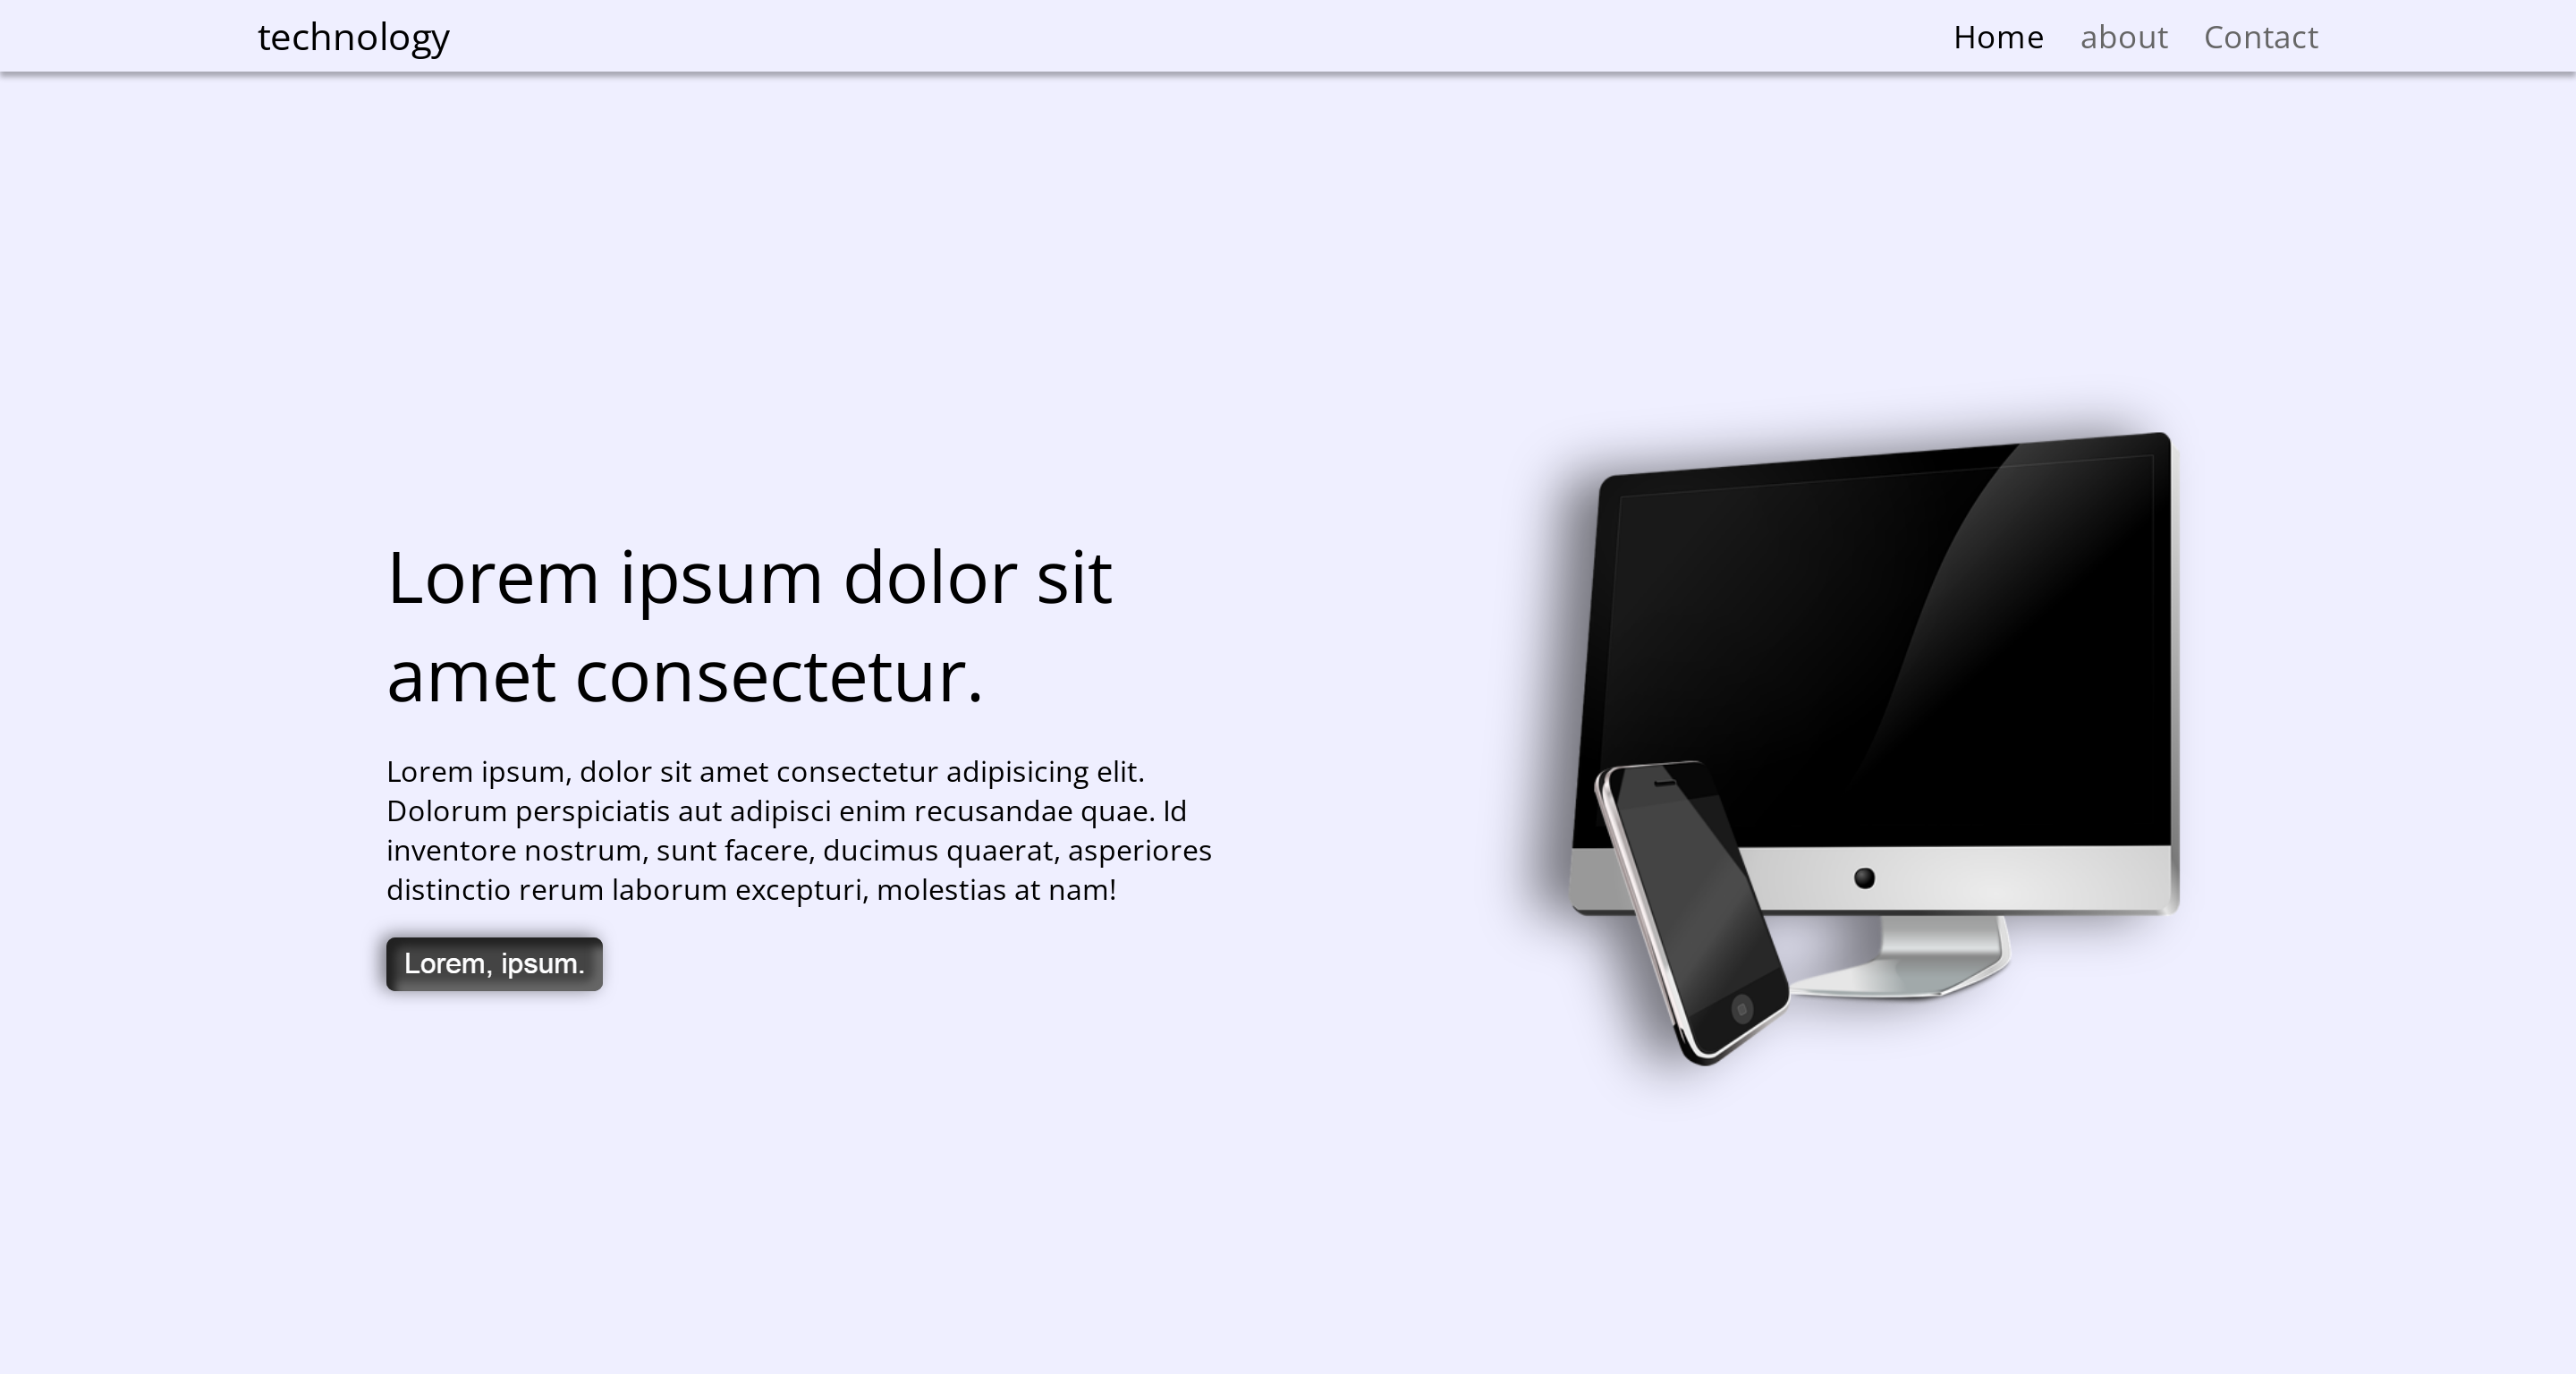 technology
Home about Contact
Lorem ipsum dolor sit
amet consectetur.
Lorem ipsum, dolor sit amet consectetur adipisicing elit.
Dolorum perspiciatis aut adipisci enim recusandae quae. Id
inventore nostrum, sunt facere, ducimus quaerat, asperiores
distinctio rerum laborum excepturi, molestias at nam!
Lorem, ipsum.